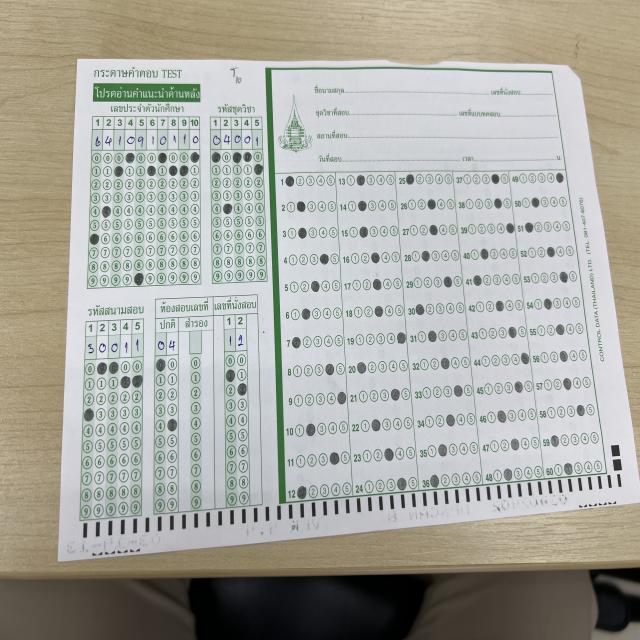 กระดาษคำตอบ TEST
โปรดอ่านคำแนะนำด้านหลัง
เลขประจำตัวนักศึกษา
รหัสชุดวิชา
1 2 3 4 5 6 7 8 9 10
1 2 3 4 5
6 4 1 0 9 1 0 1 1 0
0 4 0 0 1
ชื่อนามสกุล
เลขที่นั่งสอบ
ชุดวิชาที่สอบ
เลขที่แบบทดสอบ
สถานที่สอบ
วันที่สอบ
เวลา
น
รหัสสนามสอบ
ห้องสอบเลขที่
เลขที่นั่งสอบ
ปกติ
สำรอง
1 2 3 4 5
1 2
3 0 0 1 1
0 4
1 2
1 13 25 37 49
2 14 26 38 50
3 15 27 39 51
4 16 28 40 52
5 17 29 41 53
6 18 30 42 54
7 19 31 43 55
8 20 32 44 56
9 21 33 45 57
10 22 34 46 58
11 23 35 47 59
12 24 36 48 60
CONTROL DATA (THAILAND) LTD.